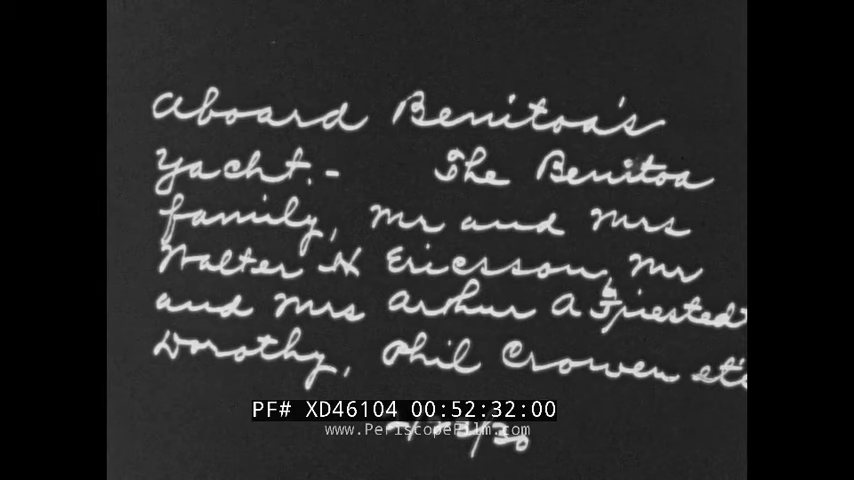 Aboard Benitoa's
Yacht.- The Benitoa
family, Mr and Mrs
Walter H Ericsson, Mr
and Mrs Arthur A
Dorothy, Phil Crowen etc
PF# XD46104 00:52:32:00
www.PeriscopeFilm.com